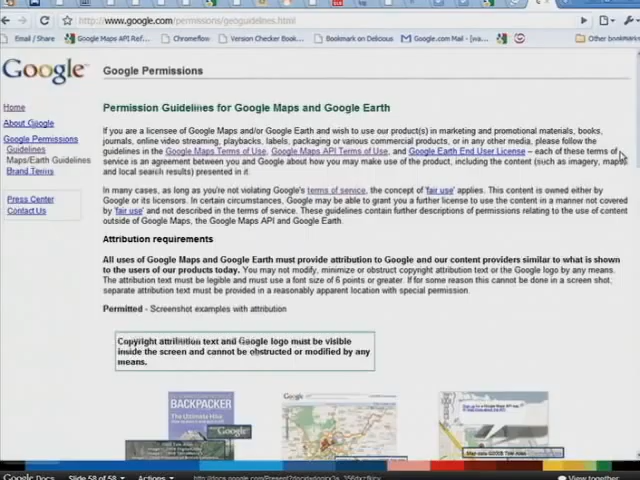 http://www.google.com/permissions/geoguidelines.html
Email / Share
Google Maps API Ref...
Chromeflow
Version Checker Book...
Bookmark on Delicious
Google.com Mail - [wa...
Other bookmarks
Google
Google Permissions
Home
About Google
Google Permissions
Guidelines
Maps/Earth Guidelines
Brand Terms
Press Center
Contact Us
Permission Guidelines for Google Maps and Google Earth
If you are a licensee of Google Maps and/or Google Earth and wish to use our product(s) in marketing and promotional materials, books,
journals, online video streaming, playbacks, labels, packaging or various commercial products, or in any other media, please follow the
guidelines in the Google Maps Terms of Use, Google Maps API Terms of Use, and Google Earth End User License – each of these terms of
service is an agreement between you and Google about how you may make use of the product, including the content (such as imagery, maps,
and local search results) presented in it.
In many cases, as long as you're not violating Google's terms of service, the concept of 'fair use' applies. This content is owned either by
Google or its licensors. In certain circumstances, Google may be able to grant you a further license to use the content in a manner not covered
by 'fair use' and not described in the terms of service. These guidelines contain further descriptions of permissions relating to the use of content
outside of Google Maps, the Google Maps API and Google Earth.
Attribution requirements
All uses of Google Maps and Google Earth must provide attribution to Google and our content providers similar to what is shown
to the users of our products today. You may not modify, minimize or obstruct copyright attribution text or the Google logo by any means.
The attribution text must be legible and must use a font size of 6 points or greater. If for some reason this cannot be done in a screen shot,
separate attribution text must be provided in a reasonably apparent location with special permission.
Permitted - Screenshot examples with attribution
Copyright attribution text and Google logo must be visible
inside the screen and cannot be obstructed or modified by any
means.
BACKPACKER
The Ultimate Hike
Google
Google
Google Docs
Slide 58 of 58
Actions
View together